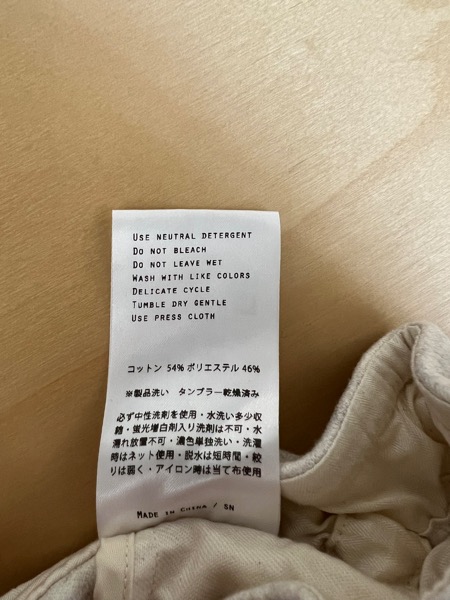 USE NEUTRAL DETERGENT
DO NOT BLEACH
DO NOT LEAVE WET
WASH WITH LIKE COLORS
DELICATE CYCLE
TUMBLE DRY GENTLE
USE PRESS CLOTH
コットン 54% ポリエステル 46%
※製品洗い タンブラー乾燥済み
必ず中性洗剤を使用・水洗い多少収
縮・蛍光増白剤入り洗剤は不可・水
濡れ放置不可・濃色単独洗い・洗濯
時はネット使用・脱水は短時間・絞
りは弱く・アイロン時は当て布使用
MADE IN CHINA / SN